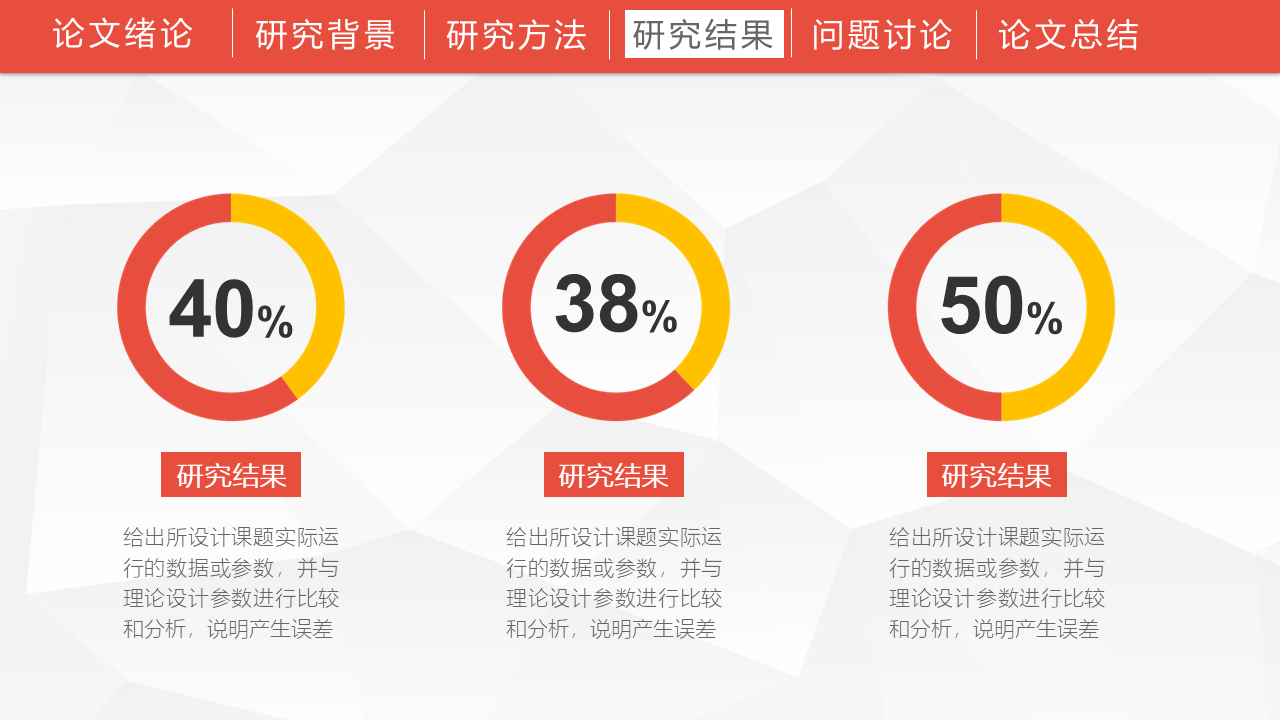 论文绪论 研究背景 研究方法 研究结果 问题讨论 论文总结
40% 38% 50%
研究结果 研究结果 研究结果
给出所设计课题实际运
行的数据或参数，并与
理论设计参数进行比较
和分析，说明产生误差
给出所设计课题实际运
行的数据或参数，并与
理论设计参数进行比较
和分析，说明产生误差
给出所设计课题实际运
行的数据或参数，并与
理论设计参数进行比较
和分析，说明产生误差